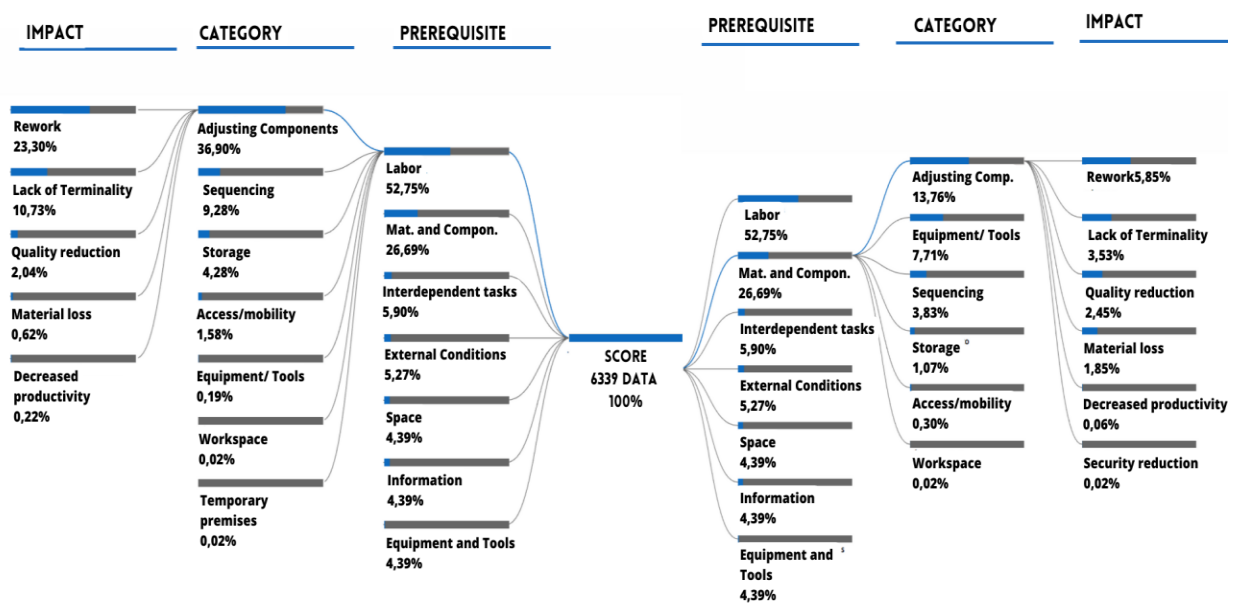 IMPACT
CATEGORY
PREREQUISITE
PREREQUISITE
CATEGORY
IMPACT
Rework
23,30%
Lack of Terminality
10,73%
Quality reduction
2,04%
Material loss
0,62%
Decreased
productivity
0,22%
Adjusting Components
36,90%
Sequencing
9,28%
Storage
4,28%
Access/mobility
1,58%
Equipment/ Tools
0,19%
Workspace
0,02%
Temporary
premises
0,02%
Labor
52,75%
Mat. and Compon.
26,69%
Interdependent tasks
5,90%
External Conditions
5,27%
Space
4,39%
Information
4,39%
Equipment and Tools
4,39%
SCORE
6339 DATA
100%
Labor
52,75%
Mat. and Compon.
26,69%
Interdependent tasks
5,90%
External Conditions
5,27%
Space
4,39%
Information
4,39%
Equipment and s
Tools
4,39%
Adjusting Comp.
13,76%
Equipment/ Tools
7,71%
Sequencing
3,83%
Storage
1,07%
Access/mobility
0,30%
Workspace
0,02%
Rework5,85%
Lack of Terminality
3,53%
Quality reduction
2,45%
Material loss
1,85%
Decreased productivity
0,06%
Security reduction
0,02%